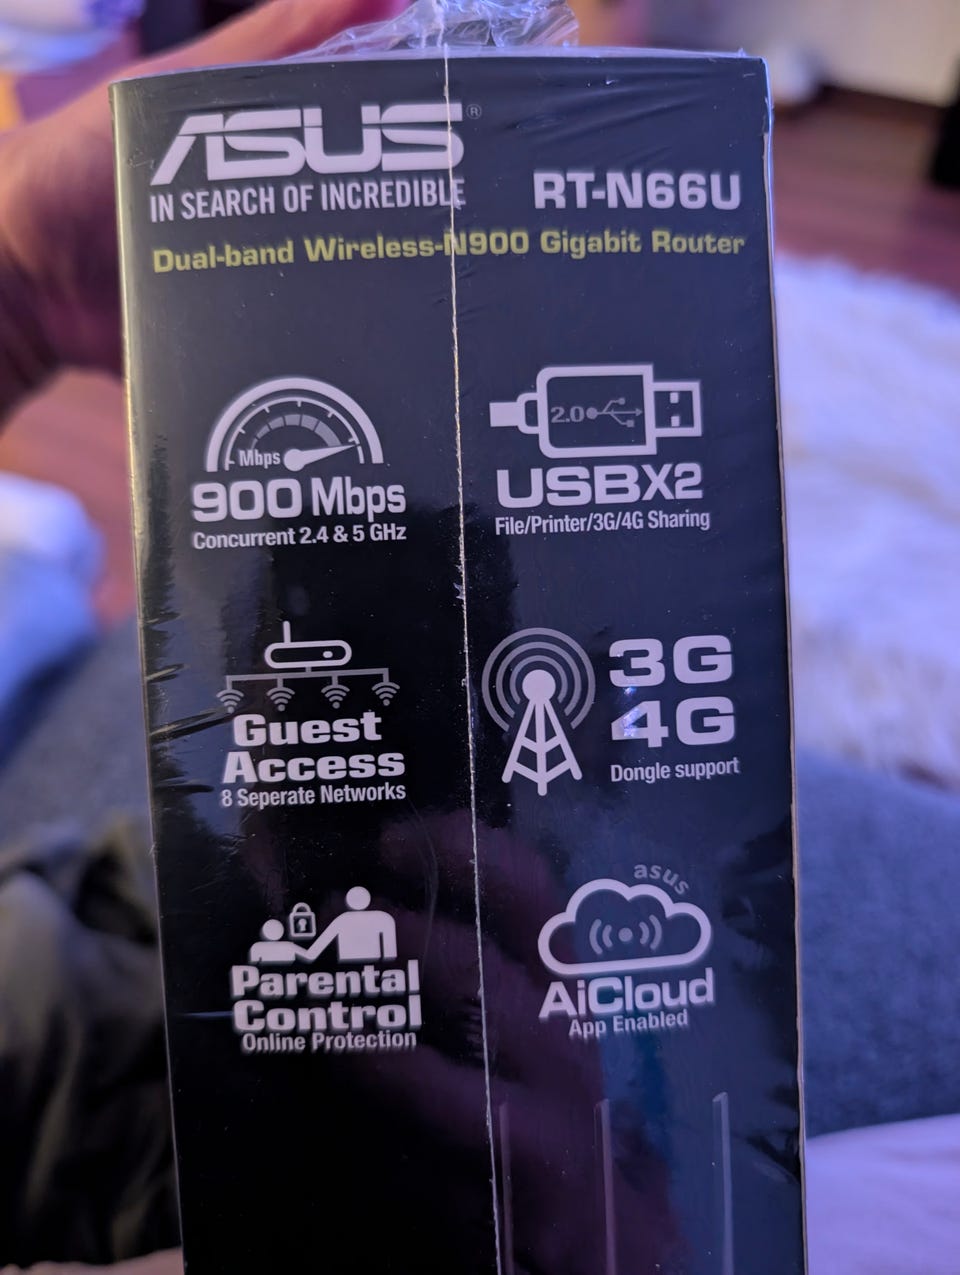 ASUS®
IN SEARCH OF INCREDIBLE
RT-N66U
Dual-band Wireless-N900 Gigabit Router
Mbps
900 Mbps
Concurrent 2.4 & 5 GHz
2.0
USBX2
File/Printer/3G/4G Sharing
Guest
Access
8 Seperate Networks
3G
4G
Dongle support
Parental
Control
Online Protection
asus
AiCloud
App Enabled